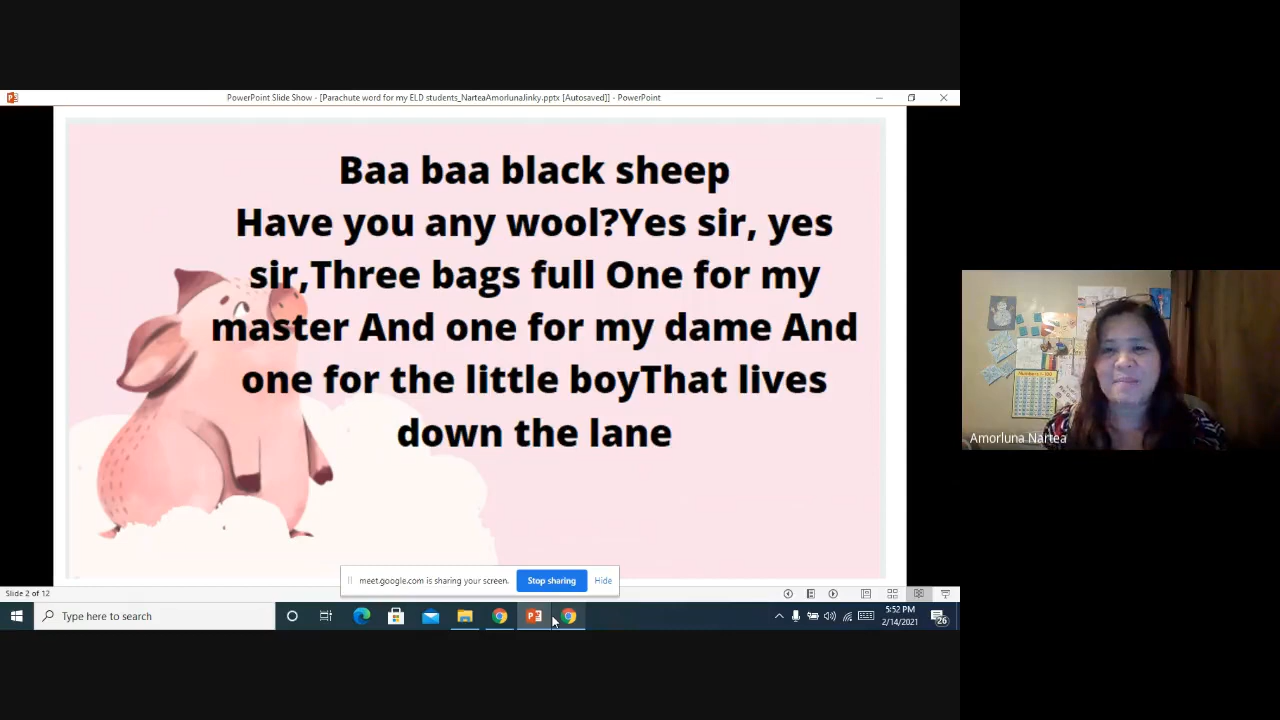 PowerPoint Slide Show - [Parachute word for my ELD students_NarteaAmorlunaJinky.pptx [Autosaved]] - PowerPoint
Baa baa black sheep
Have you any wool?Yes sir, yes
sir,Three bags full One for my
master And one for my dame And
one for the little boyThat lives
down the lane
Amorluna Nartea
meet.google.com is sharing your screen.
Stop sharing
Hide
Slide 2 of 12
Type here to search
5:52 PM
2/14/2021
26